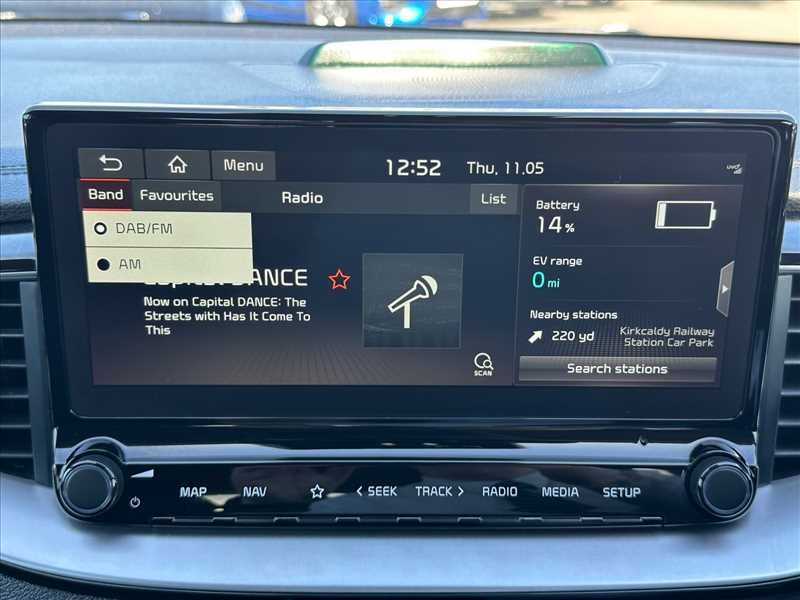 Menu
12:52
Thu, 11.05
UVO
Band
Favourites
Radio
List
DAB/FM
AM
Capital DANCE
Now on Capital DANCE: The
Streets with Has It Come To
This
SCAN
Battery
14%
EV range
0 mi
Nearby stations
220 yd
Kirkcaldy Railway
Station Car Park
Search stations
MAP
NAV
< SEEK
TRACK >
RADIO
MEDIA
SETUP